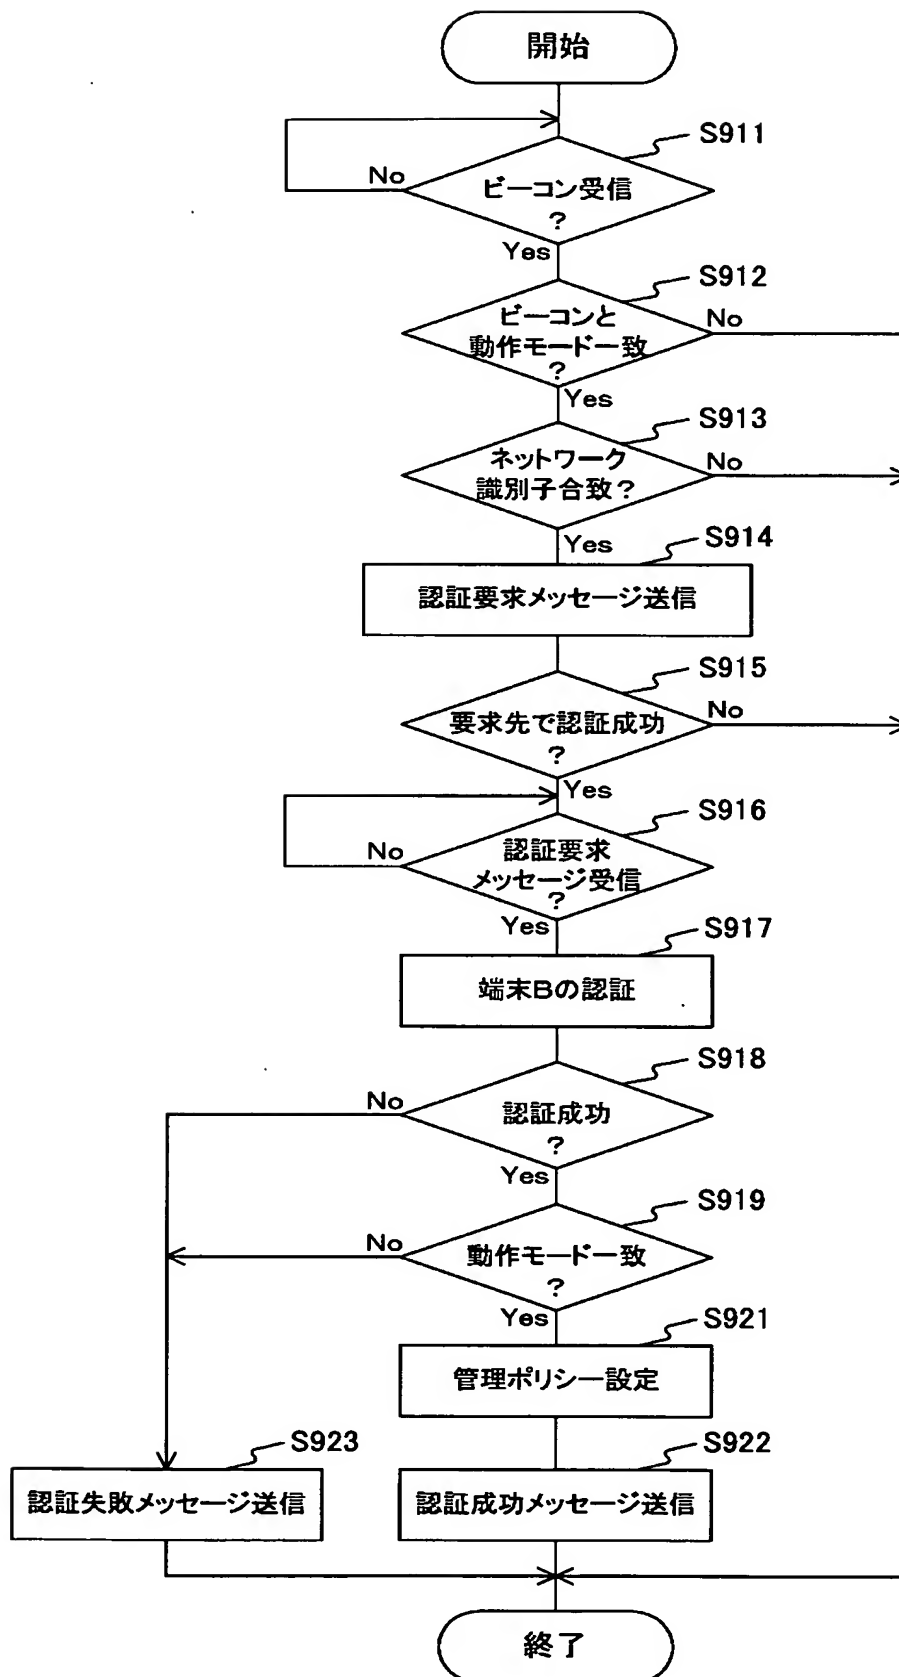 開始
S911
No
ビーコン受信
?
Yes
S912
No
ビーコンと
動作モード一致
?
Yes
S913
No
ネットワーク
識別子合致?
Yes
S914
認証要求メッセージ送信
S915
No
要求先で認証成功
?
Yes
S916
No
認証要求
メッセージ受信
?
Yes
S917
端末Bの認証
S918
No
認証成功
?
Yes
S919
No
動作モード一致
?
Yes
S921
管理ポリシー設定
S923
S922
認証失敗メッセージ送信
認証成功メッセージ送信
終了